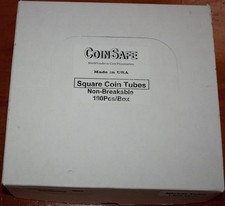 COINSAFE
Made in USA
Square Coin Tubes
Non-Breakable
100Pcs/Box